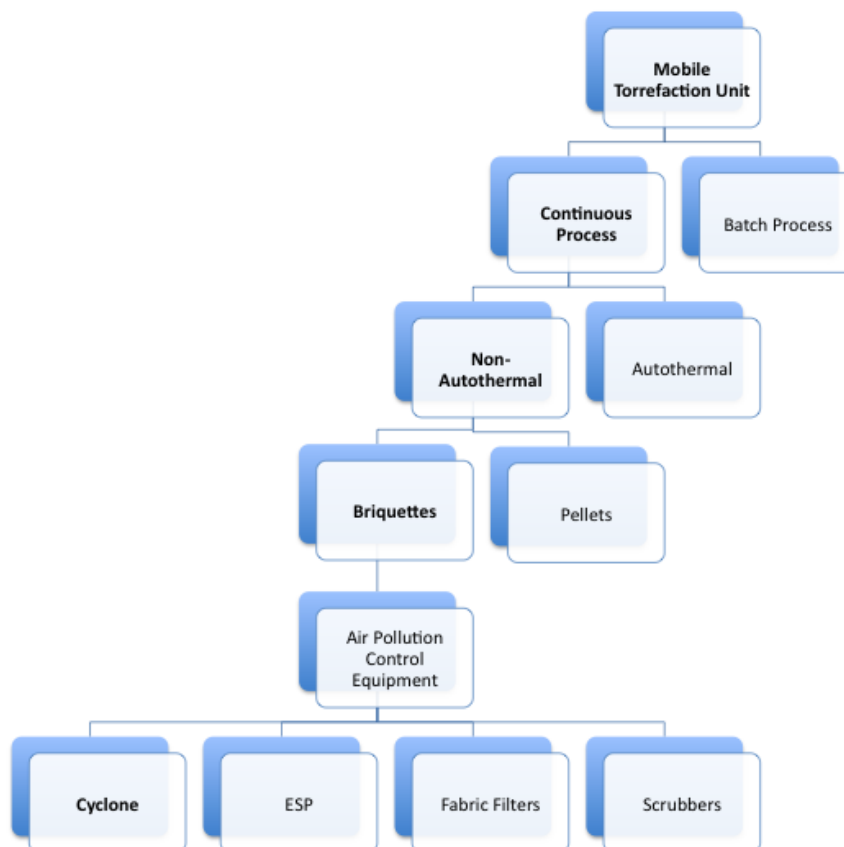 Mobile
Torrefaction Unit
Continuous
Process
Batch Process
Non-
Autothermal
Autothermal
Briquettes
Pellets
Air Pollution
Control
Equipment
Cyclone
ESP
Fabric Filters
Scrubbers